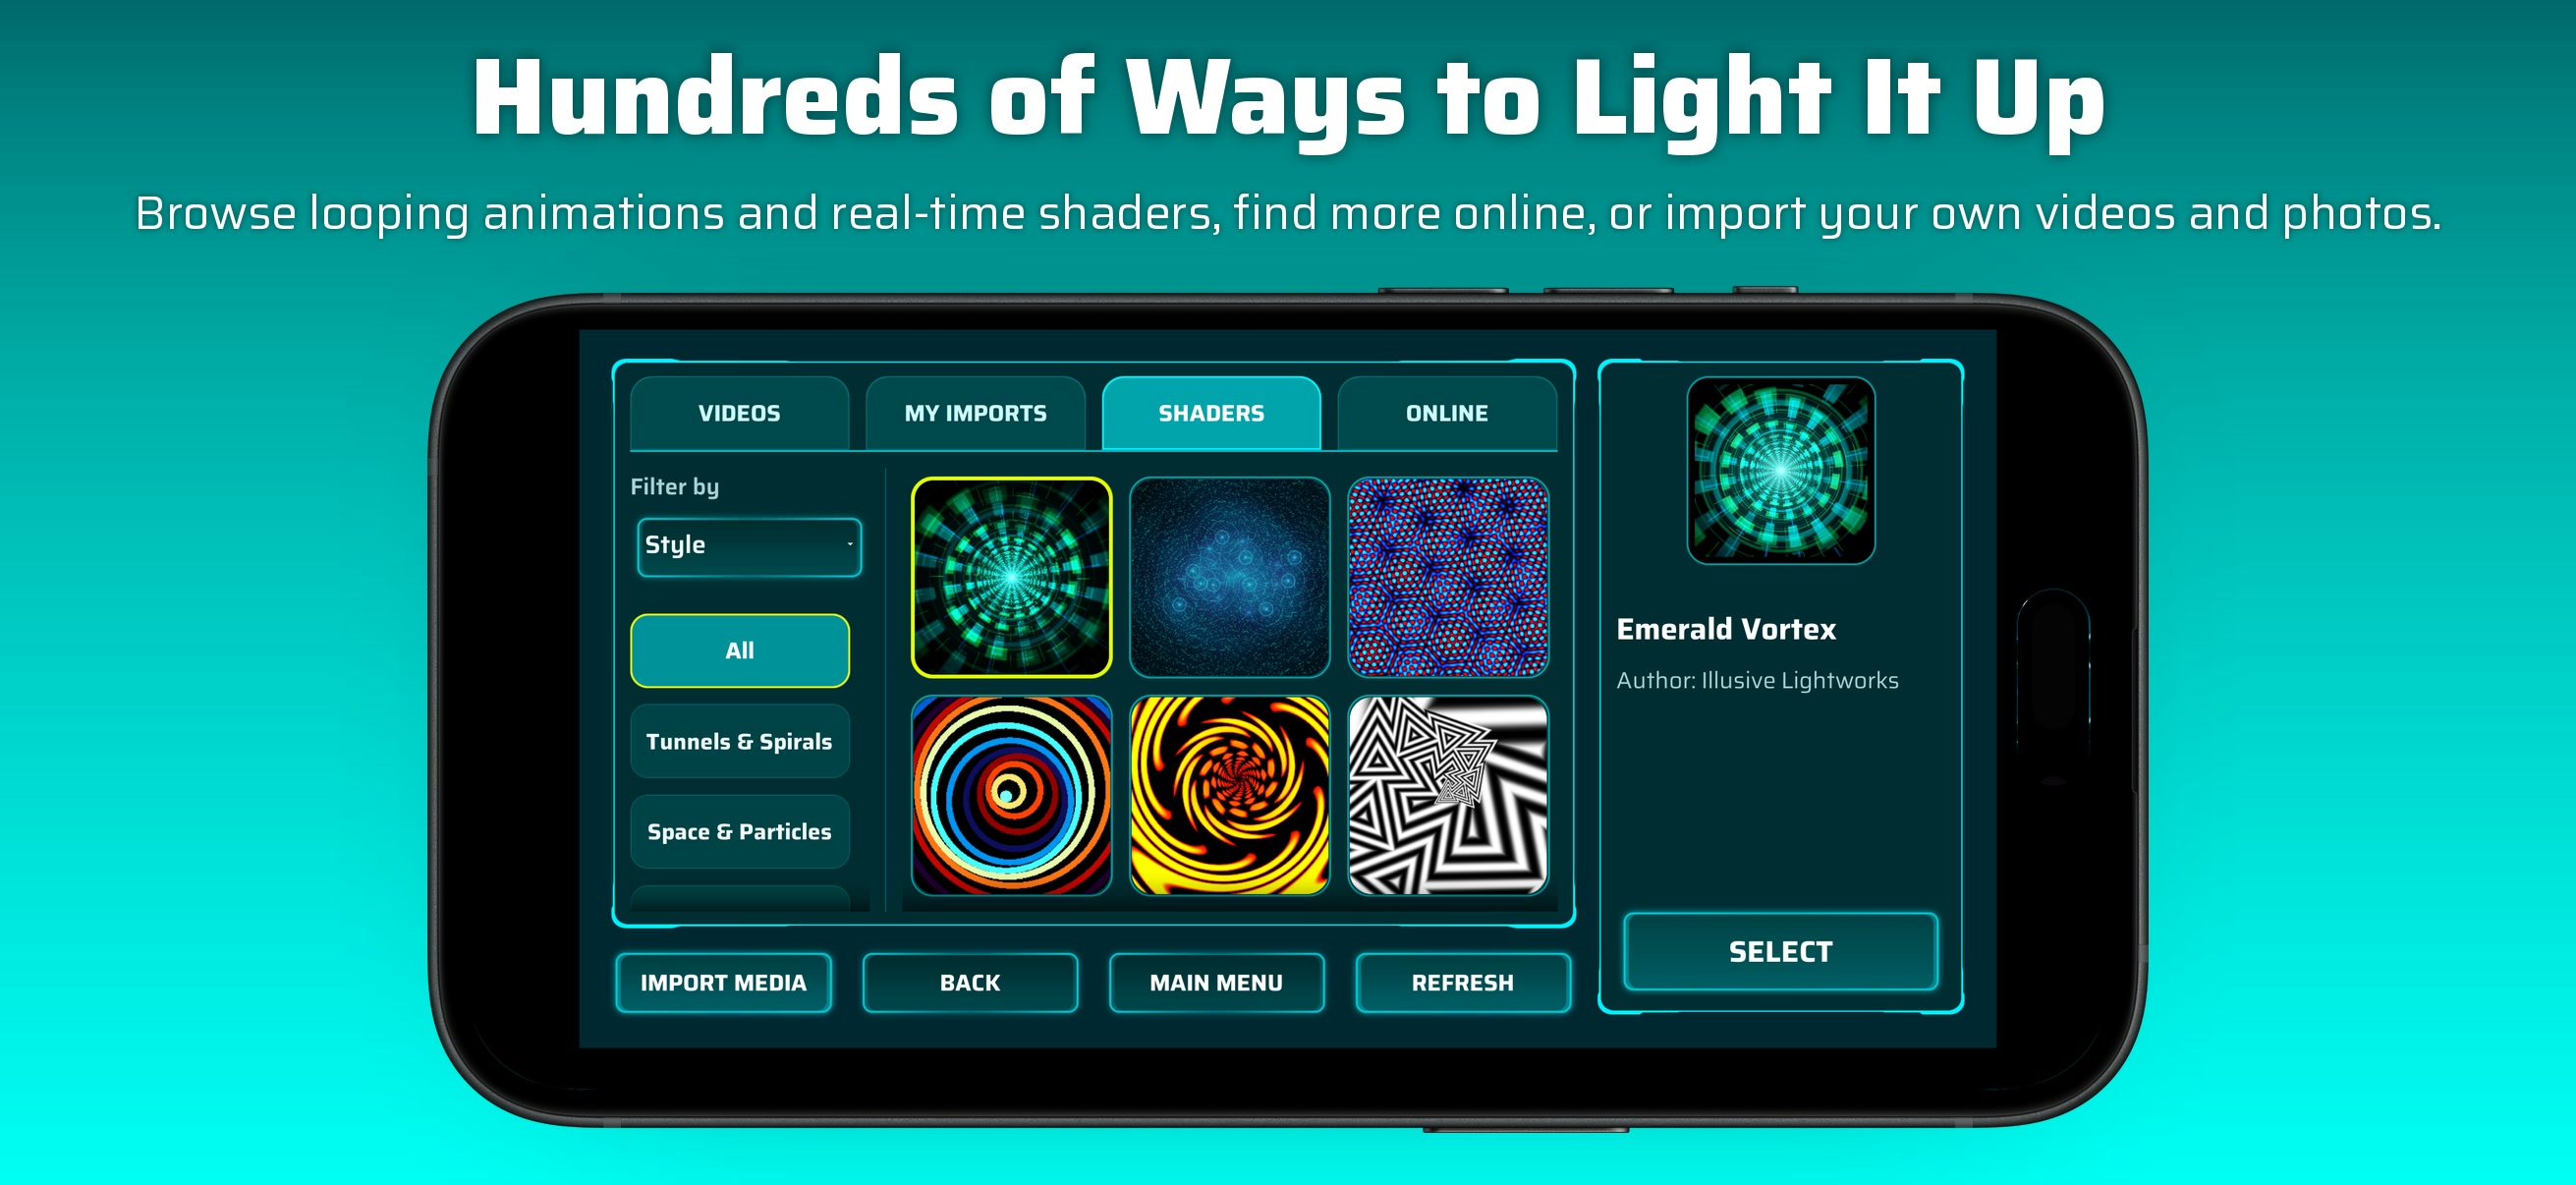 Hundreds of Ways to Light It Up
Browse looping animations and real-time shaders, find more online, or import your own videos and photos.
VIDEOS
MY IMPORTS
SHADERS
ONLINE
Filter by
Style
All
Tunnels & Spirals
Space & Particles
Emerald Vortex
Author: Illusive Lightworks
SELECT
IMPORT MEDIA
BACK
MAIN MENU
REFRESH